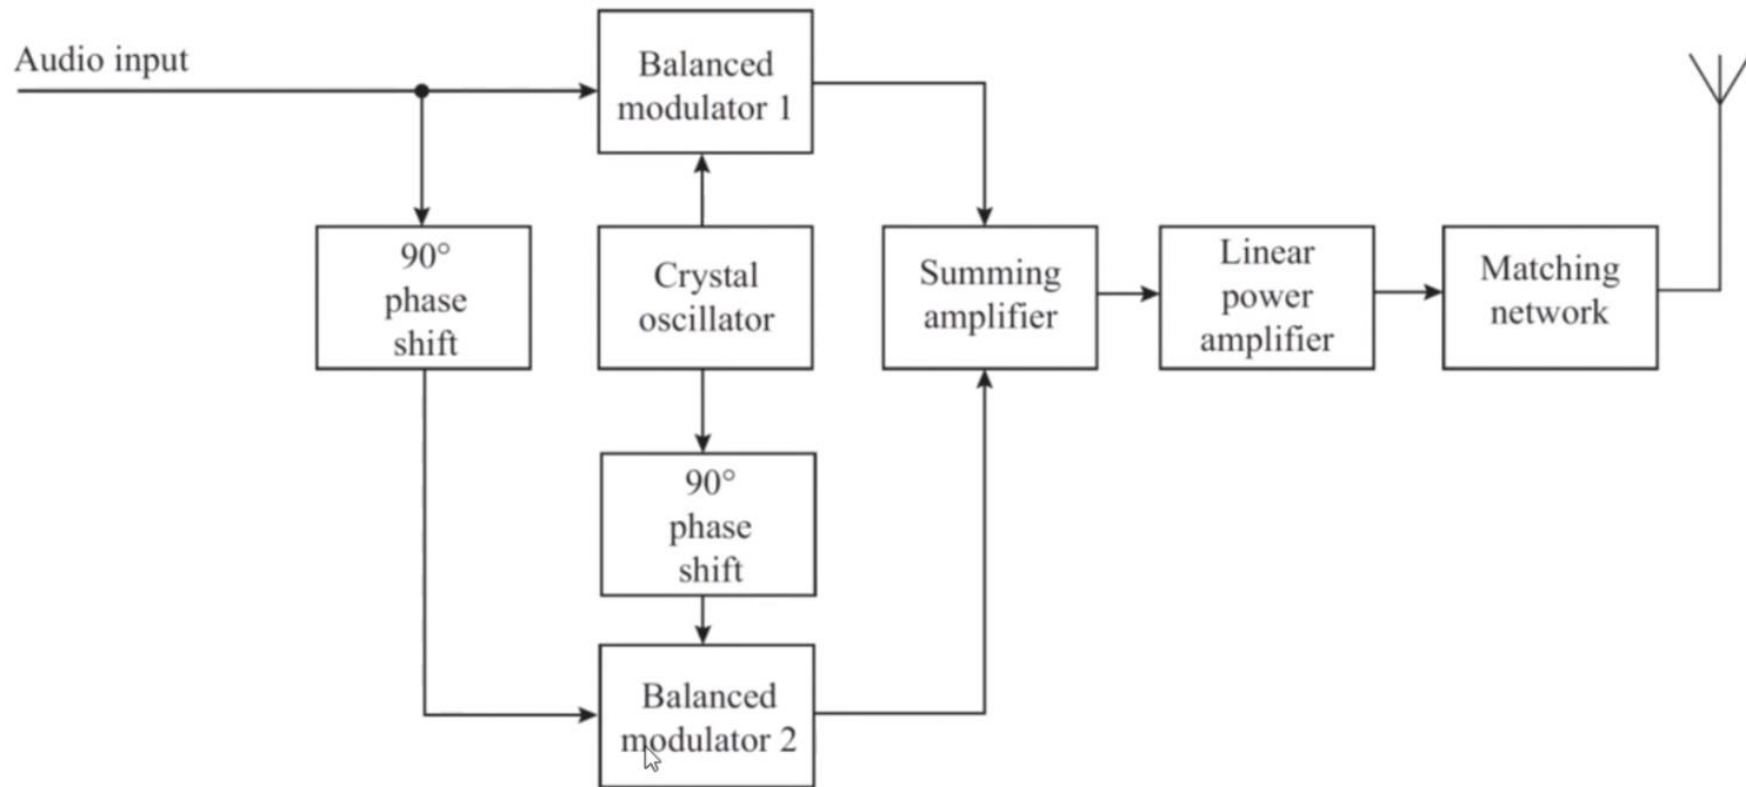 Audio input
Balanced
modulator 1
90°
phase
shift
Crystal
oscillator
Summing
amplifier
Linear
power
amplifier
Matching
network
90°
phase
shift
Balanced
modulator 2